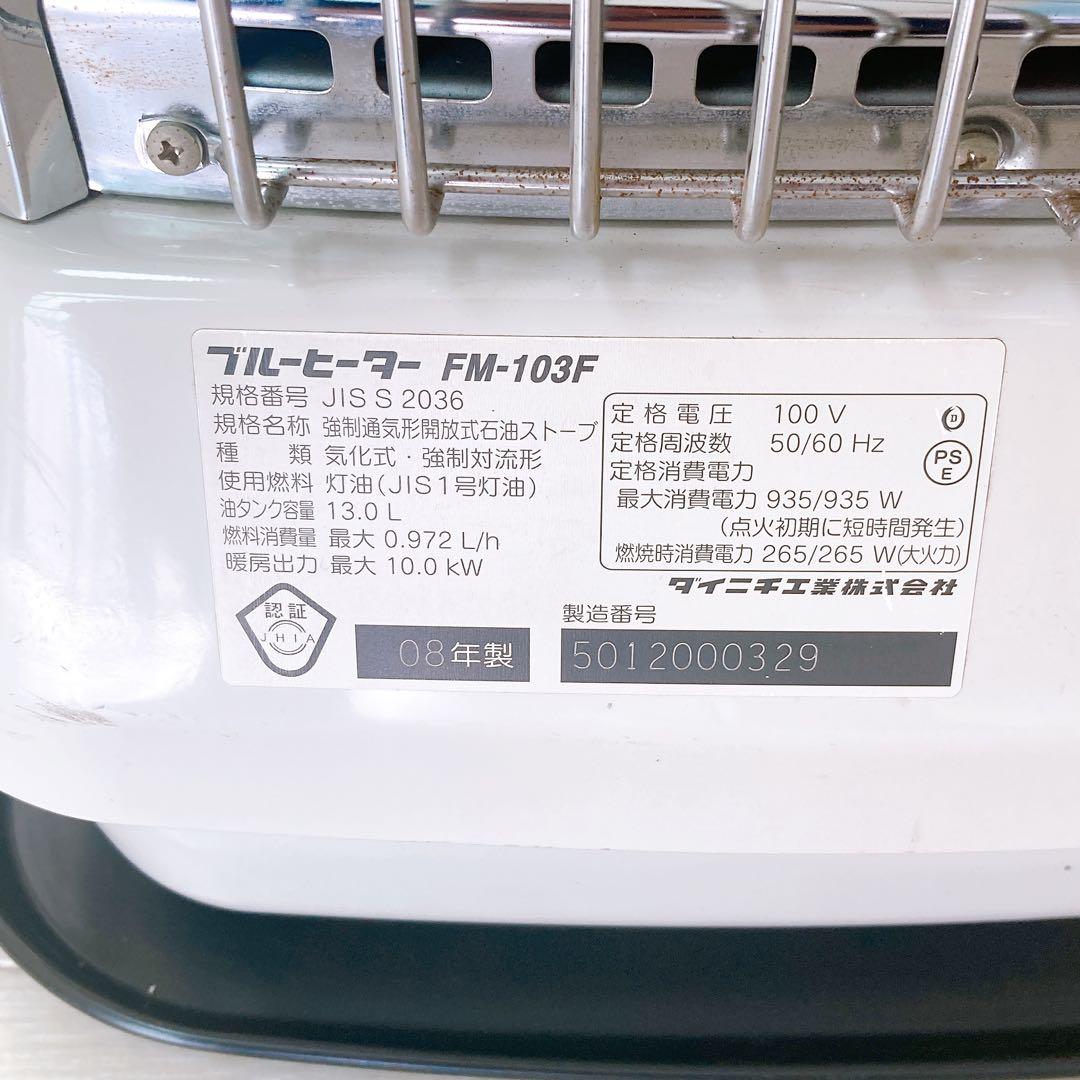 ブルーヒーター FM-103F
規格番号 JIS S 2036
規格名称 強制通気形開放式石油ストーブ
種 類 気化式・強制対流形
使用燃料 灯油(JIS1号灯油)
油タンク容量 13.0 L
燃料消費量 最大 0.972 L/h
暖房出力 最大 10.0 kW
定格電圧 100 V
定格周波数 50/60 Hz
定格消費電力
最大消費電力 935/935 W
(点火初期に短時間発生)
燃焼時消費電力 265/265 W(大火力)
D
PS
E
ダイニチ工業株式会社
認証
JHIA
08年製
製造番号
5012000329